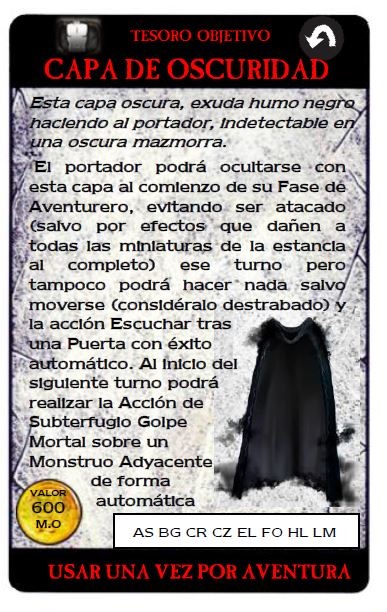 TESORO OBJETIVO
CAPA DE OSCURIDAD
Esta capa oscura, exuda humo negro
haciendo al portador, indetectable en
una oscura mazmorra.
El portador podrá ocultarse con
esta capa al comienzo de su Fase de
Aventurero, evitando ser atacado
(salvo por efectos que dañen a
todas las miniaturas de la estancia
al completo) ese turno pero
tampoco podrá hacer nada salvo
moverse (considéralo destrabado) y
la acción Escuchar tras
una Puerta con éxito
automático. Al inicio del
siguiente turno podrá
realizar la Acción de
Subterfugio Golpe
Mortal sobre un
Monstruo Adyacente
de forma
automática
VALOR
600
M.O
AS BG CR CZ EL FO HL LM
USAR UNA VEZ POR AVENTURA